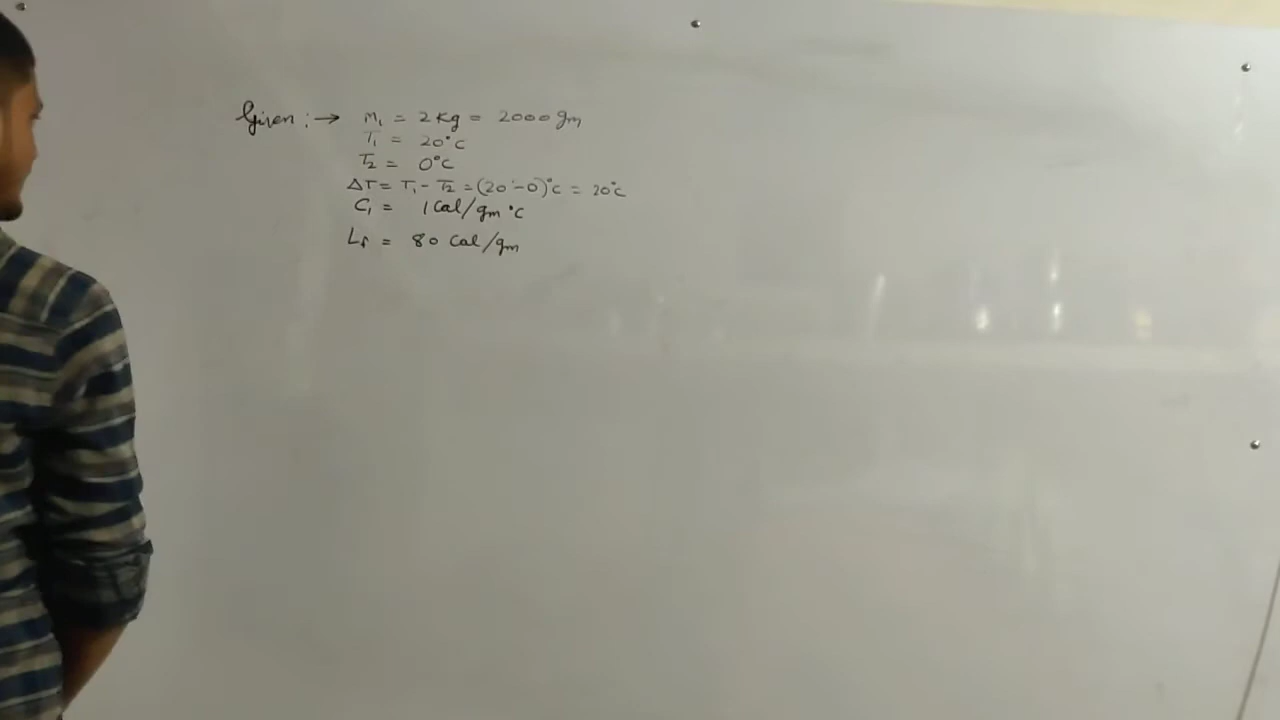 Given :→ M₁ = 2 Kg = 2000 gm
T₁ = 20°C
T₂ = 0°C
ΔT = T₁ - T₂ = (20 - 0)°C = 20°C
C₁ = 1 Cal/gm °C
Lf = 80 Cal/gm